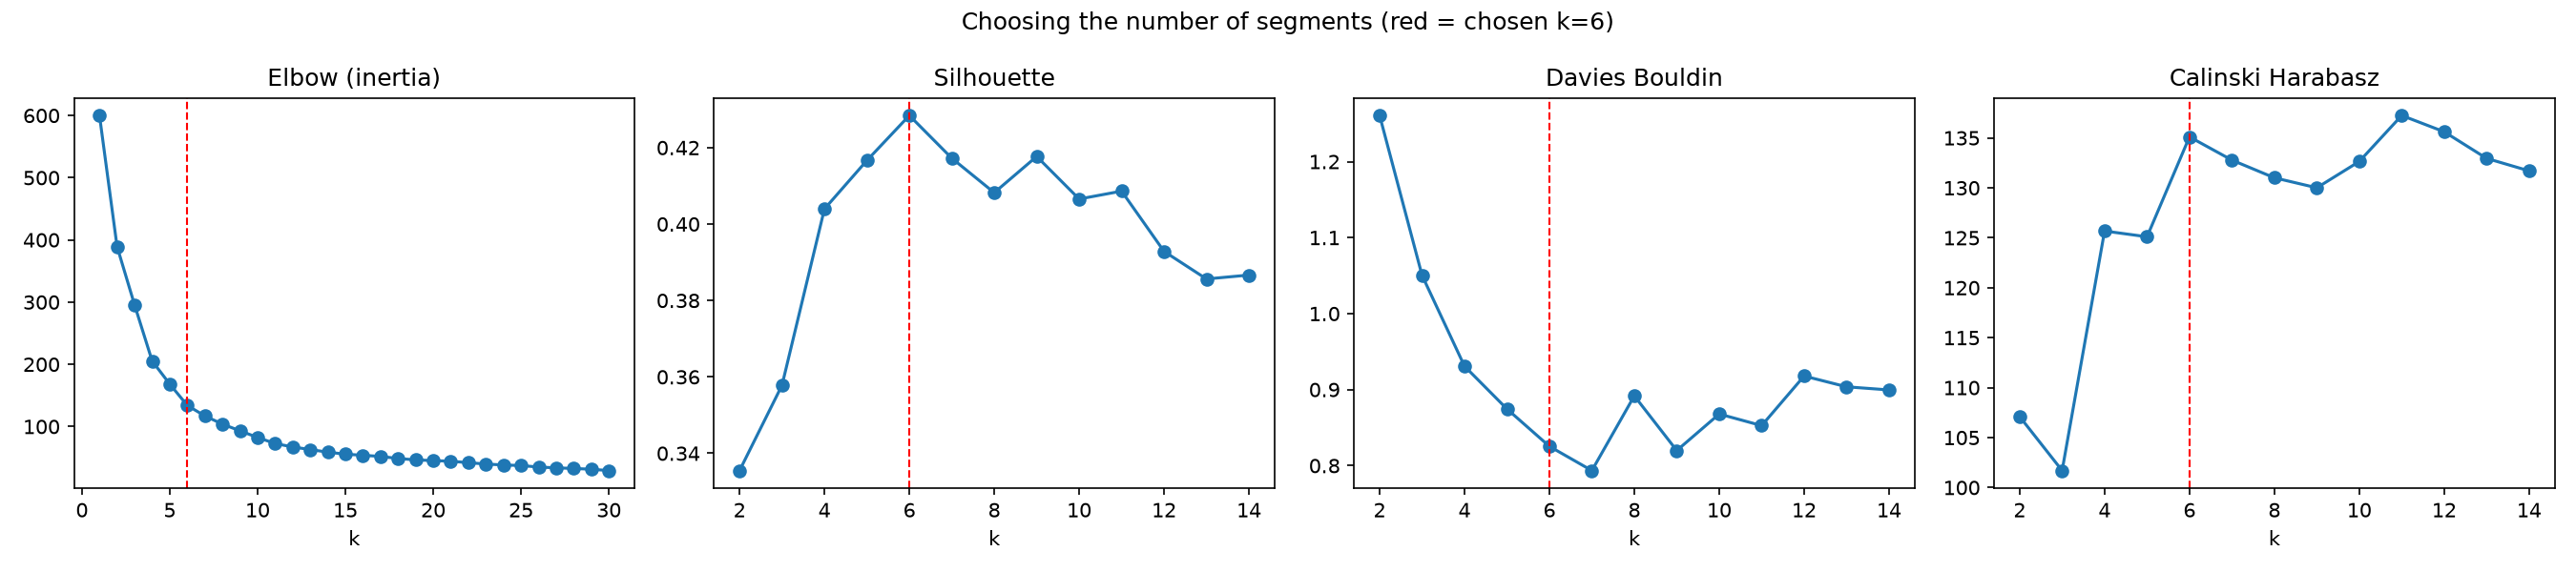 Choosing the number of segments (red = chosen k=6)
Elbow (inertia)
600
500
400
300
200
100
0 5 10 15 20 25 30
k
Silhouette
0.42
0.40
0.38
0.36
0.34
2 4 6 8 10 12 14
k
Davies Bouldin
1.2
1.1
1.0
0.9
0.8
2 4 6 8 10 12 14
k
Calinski Harabasz
135
130
125
120
115
110
105
100
2 4 6 8 10 12 14
k